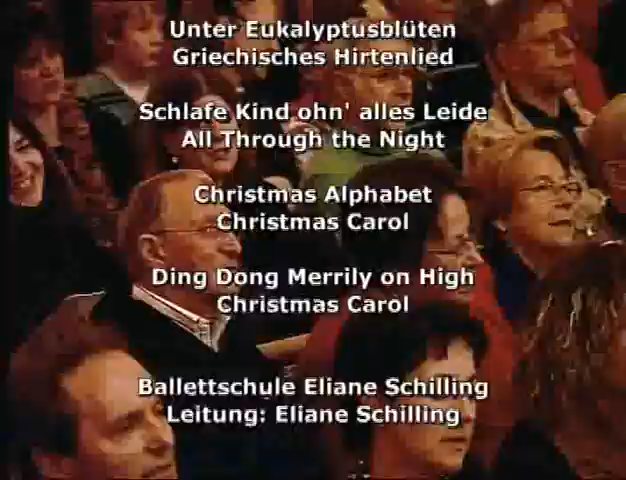 Unter Eukalyptusblüten
Griechisches Hirtenlied
Schlafe Kind ohn' alles Leide
All Through the Night
Christmas Alphabet
Christmas Carol
Ding Dong Merrily on High
Christmas Carol
Ballettschule Eliane Schilling
Leitung: Eliane Schilling